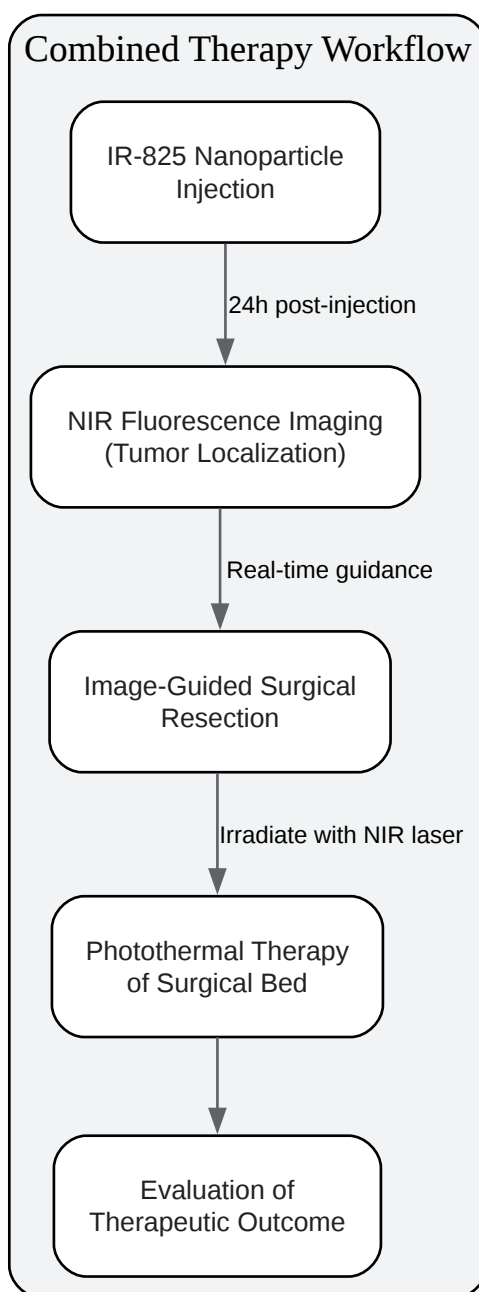 Combined Therapy Workflow
IR-825 Nanoparticle
Injection
24h post-injection
NIR Fluorescence Imaging
(Tumor Localization)
Real-time guidance
Image-Guided Surgical
Resection
Irradiate with NIR laser
Photothermal Therapy
of Surgical Bed
Evaluation of
Therapeutic Outcome